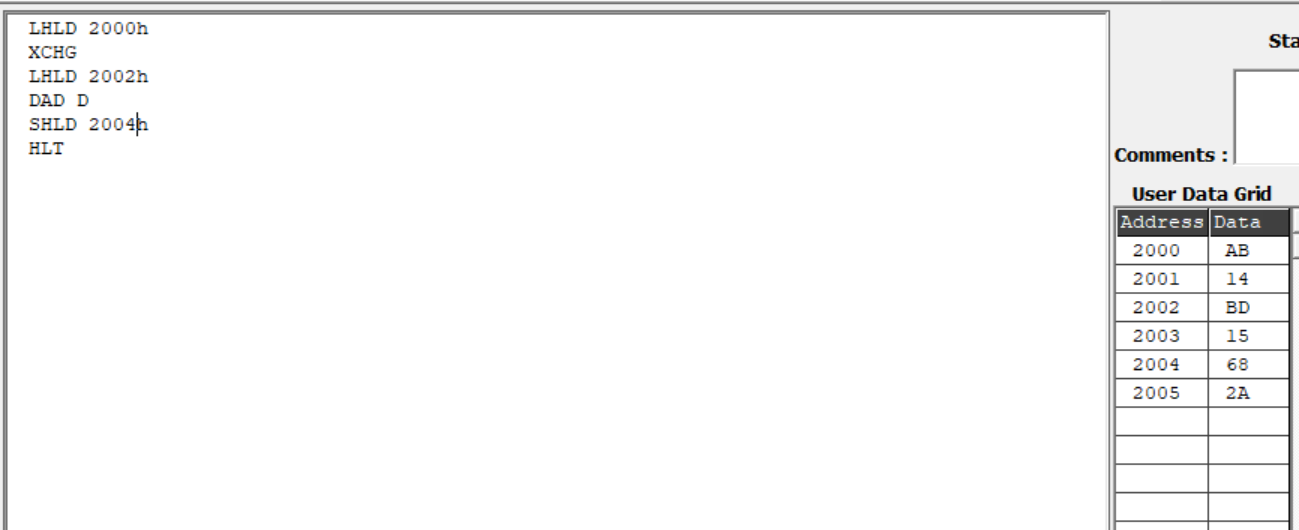 LHLD 2000h
XCHG
LHLD 2002h
DAD D
SHLD 2004h
HLT
Comments :
User Data Grid
Address Data
2000 AB
2001 14
2002 BD
2003 15
2004 68
2005 2A